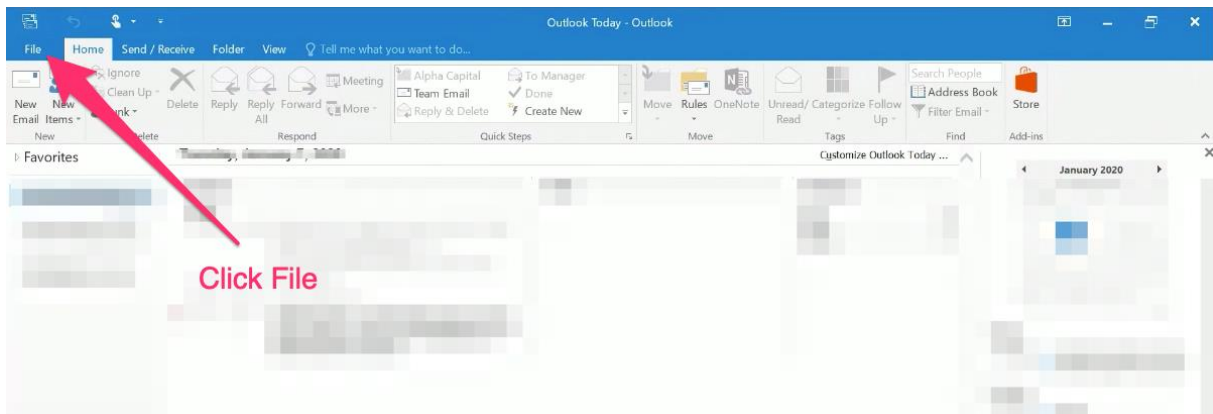 Outlook Today - Outlook
File Home Send / Receive Folder View Tell me what you want to do...
Ignore
Clean Up
New Email
New Items
Delete
Reply
Reply All
Forward
Meeting
More
Alpha Capital
Team Email
Reply & Delete
To Manager
Done
Create New
Move
Rules
OneNote
Unread/ Read
Categorize
Follow Up
Search People
Address Book
Filter Email
Store
New
Respond
Quick Steps
Move
Tags
Find
Add-ins
Favorites
Customize Outlook Today ...
January 2020
Click File